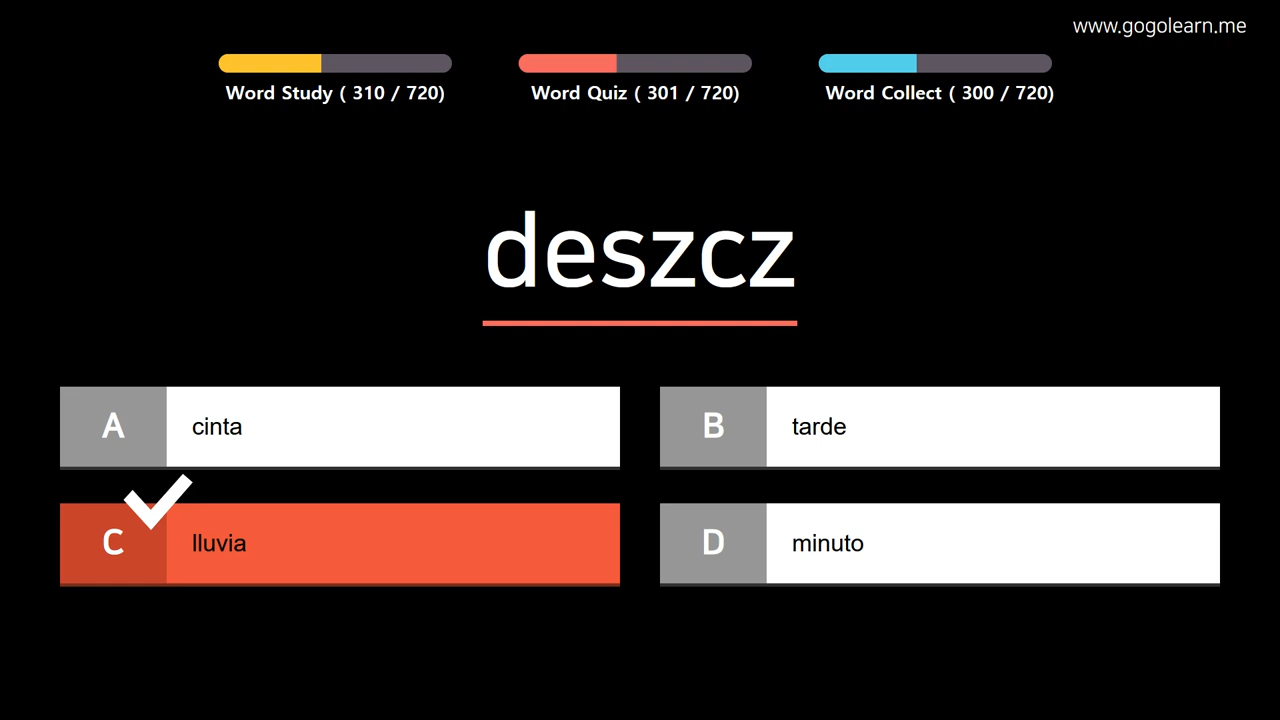 www.gogolearn.me
Word Study ( 310 / 720)
Word Quiz ( 301 / 720)
Word Collect ( 300 / 720)
deszcz
A cinta
B tarde
C lluvia
D minuto